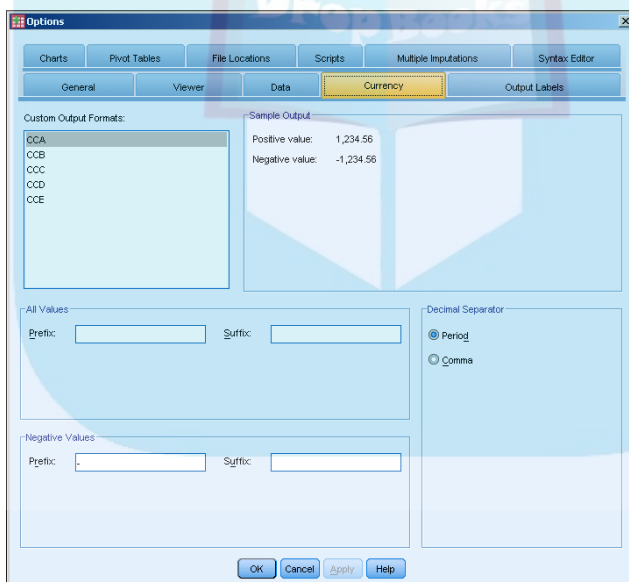 Drop Books
Options
Charts
Pivot Tables
File Locations
Scripts
Multiple Imputations
Syntax Editor
General
Viewer
Data
Currency
Output Labels
Custom Output Formats:
CCA
CCB
CCC
CCD
CCE
Sample Output
Positive value: 1,234.56
Negative value: -1,234.56
All Values
Prefix:
Suffix:
Decimal Separator
Period
Comma
Negative Values
Prefix: -
Suffix:
OK
Cancel
Apply
Help